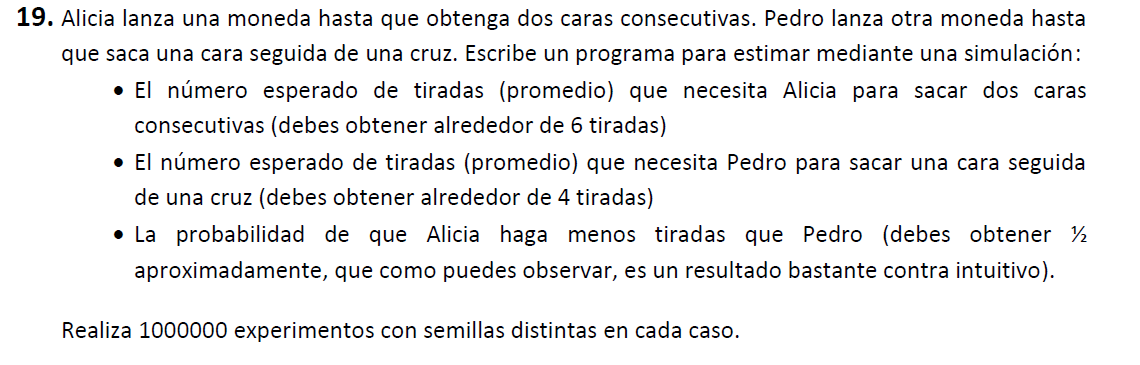 19. Alicia lanza una moneda hasta que obtenga dos caras consecutivas. Pedro lanza otra moneda hasta
que saca una cara seguida de una cruz. Escribe un programa para estimar mediante una simulación:
• El número esperado de tiradas (promedio) que necesita Alicia para sacar dos caras
consecutivas (debes obtener alrededor de 6 tiradas)
• El número esperado de tiradas (promedio) que necesita Pedro para sacar una cara seguida
de una cruz (debes obtener alrededor de 4 tiradas)
• La probabilidad de que Alicia haga menos tiradas que Pedro (debes obtener ½
aproximadamente, que como puedes observar, es un resultado bastante contra intuitivo).
Realiza 1000000 experimentos con semillas distintas en cada caso.